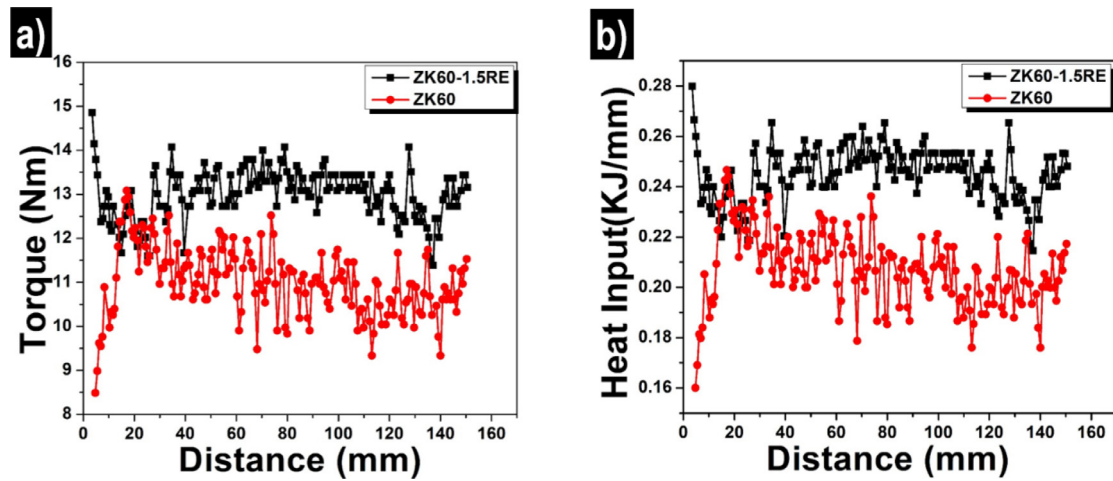 a)
Torque (Nm)
16
15
14
13
12
11
10
9
8
ZK60-1.5RE
ZK60
0 20 40 60 80 100 120 140 160
Distance (mm)
b)
Heat Input(KJ/mm)
0.28
0.26
0.24
0.22
0.20
0.18
0.16
ZK60-1.5RE
ZK60
0 20 40 60 80 100 120 140 160
Distance (mm)